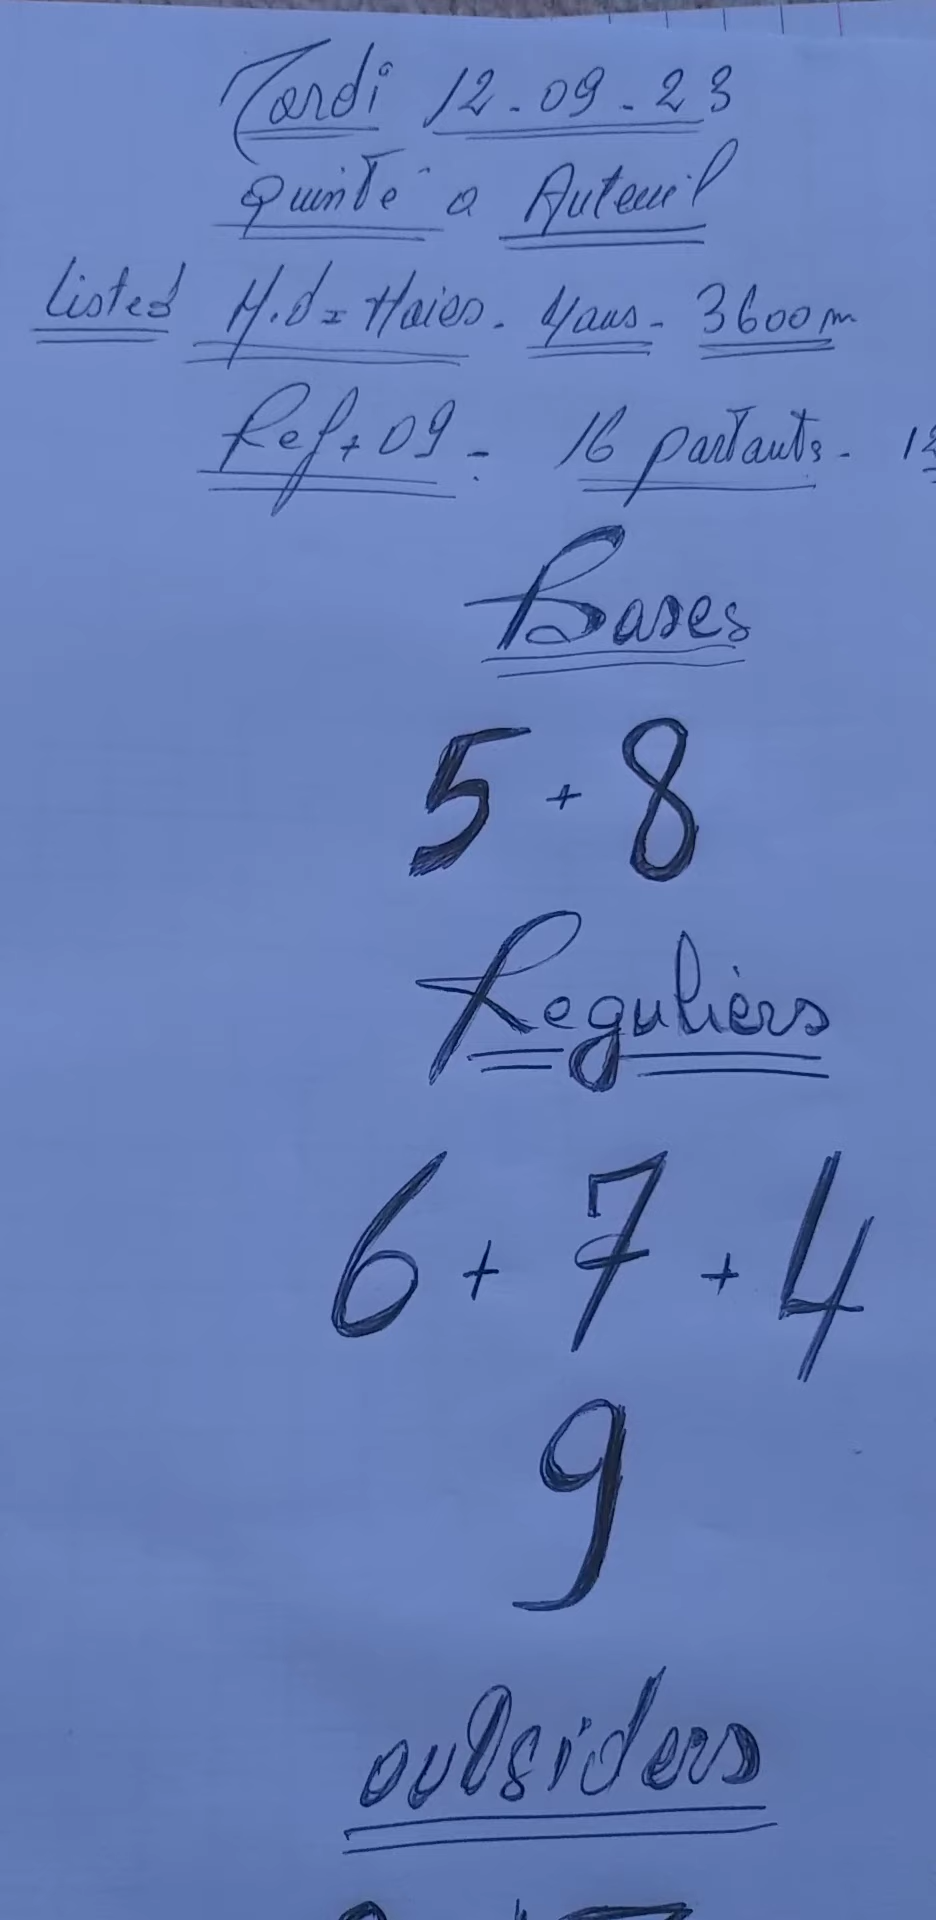 Mardi 12-09-23
Quinté à Auteuil
Listed H.d= Haies- 4ans- 3600m
Ref+09- 16 partants-
Bases
5+8
Reguliers
6+7+4
9
outsiders